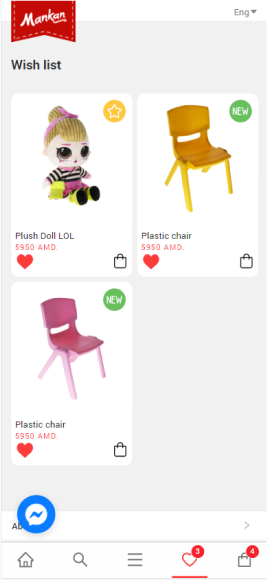 Mankan
Eng
Wish list
NEW
Plush Doll LOL
5950 AMD.
Plastic chair
5950 AMD.
NEW
Plastic chair
5950 AMD.
3
4